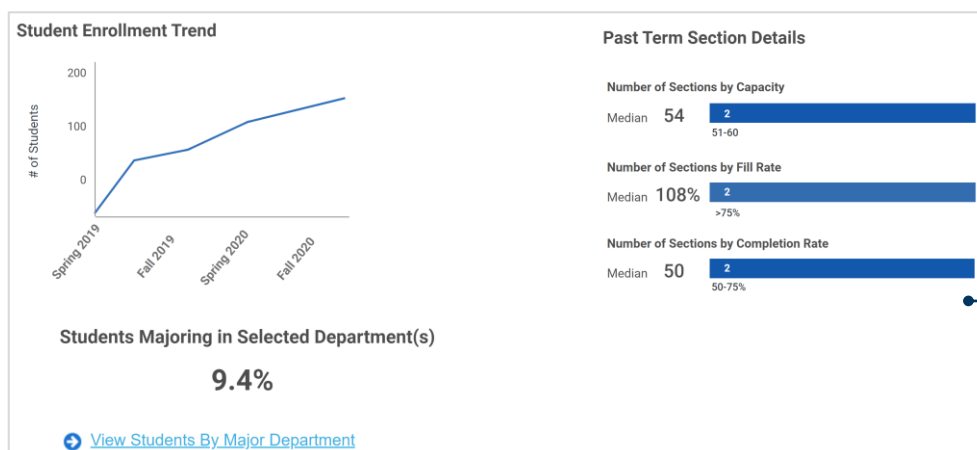 Student Enrollment Trend
200
100
0
# of Students
Spring 2019
Fall 2019
Spring 2020
Fall 2020
Students Majoring in Selected Department(s)
9.4%
View Students By Major Department
Past Term Section Details
Number of Sections by Capacity
Median 54 2
51-60
Number of Sections by Fill Rate
Median 108% 2
>75%
Number of Sections by Completion Rate
Median 50 2
50-75%